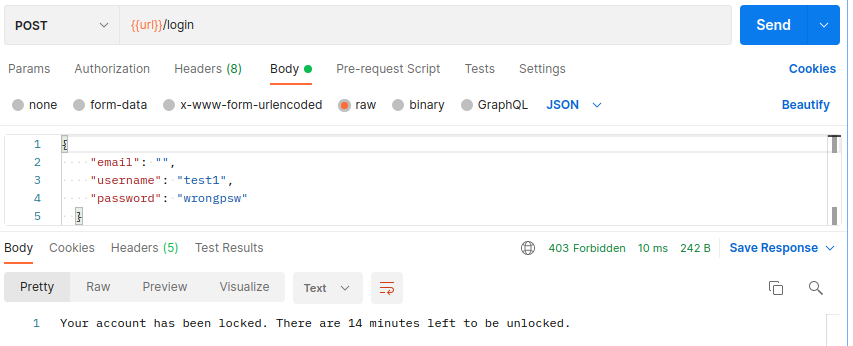 POST {{url}}/login Send
Params Authorization Headers (8) Body Pre-request Script Tests Settings Cookies
none form-data x-www-form-urlencoded raw binary GraphQL JSON Beautify
1 {
2 "email": "",
3 "username": "test1",
4 "password": "wrongpsw"
5 }
Body Cookies Headers (5) Test Results 403 Forbidden 10 ms 242 B Save Response
Pretty Raw Preview Visualize Text
1 Your account has been locked. There are 14 minutes left to be unlocked.